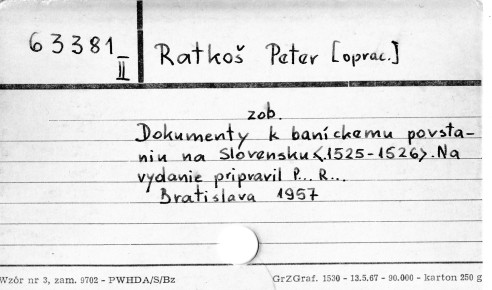 63381 II Ratkoš Peter [oprac.]
zob.
Dokumenty k banickemu povsta-
niu na Slovensku <1525-1526>. Na
vydanie pripravil P... R...
Bratislava 1957
Wzór nr 3, zam. 9702 - PWHDA/S/Bz GrZGraf. 1530 - 13.5.67 - 90.000 - karton 250 g